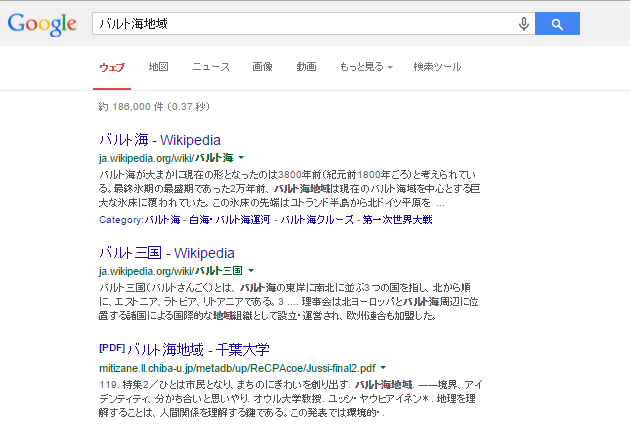 Google バルト海地域
ウェブ 地図 ニュース 画像 動画 もっと見る 検索ツール
約 186,000 件 （0.37 秒）
バルト海 - Wikipedia
ja.wikipedia.org/wiki/バルト海
バルト海が大まかに現在の形となったのは3800年前（紀元前1800年ごろ）と考えられてい
る。最終氷期の最盛期であった2万年前、バルト海地域は現在のバルト海域を中心とする巨
大な氷床に覆われていた。この氷床の先端はユトランド半島から北ドイツ平原を ...
Category:バルト海 - 白海・バルト海運河 - バルト海クルーズ - 第一次世界大戦
バルト三国 - Wikipedia
ja.wikipedia.org/wiki/バルト三国
バルト三国（バルトさんごく）とは、バルト海の東岸に南北に並ぶ3つの国を指し、北から順
に、エストニア、ラトビア、リトアニアである。 3 .... 理事会は北ヨーロッパとバルト海周辺に位
置する諸国による国際的な地域組織として設立・運営され、欧州連合も加盟した。
[PDF] バルト海地域 - 千葉大学
mitizane.ll.chiba-u.jp/metadb/up/ReCPAcoe/Jussi-final2.pdf
119. 特集2／ひとは市民となり、まちのにぎわいを創り出す. バルト海地域. ――境界、アイ
デンティティ、分かち合いと思いやり. オウル大学教授. ユッシ・ヤウヒアイネン＊. 地理を理
解することは、人間関係を理解する鍵である。この発表では環境的・.